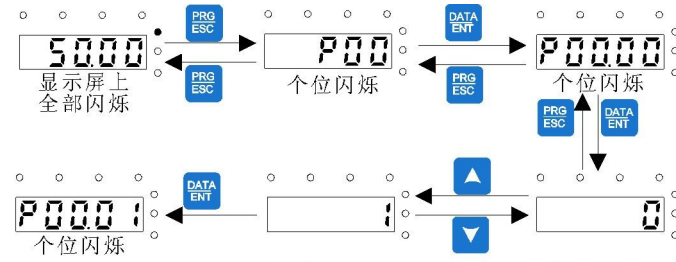 PRG
ESC
DATA
ENT
50.00
P00
P00.00
PRG
ESC
PRG
ESC
显示屏上
全部闪烁
个位闪烁
个位闪烁
PRG
ESC
DATA
ENT
DATA
ENT
P00.01
1
0
个位闪烁